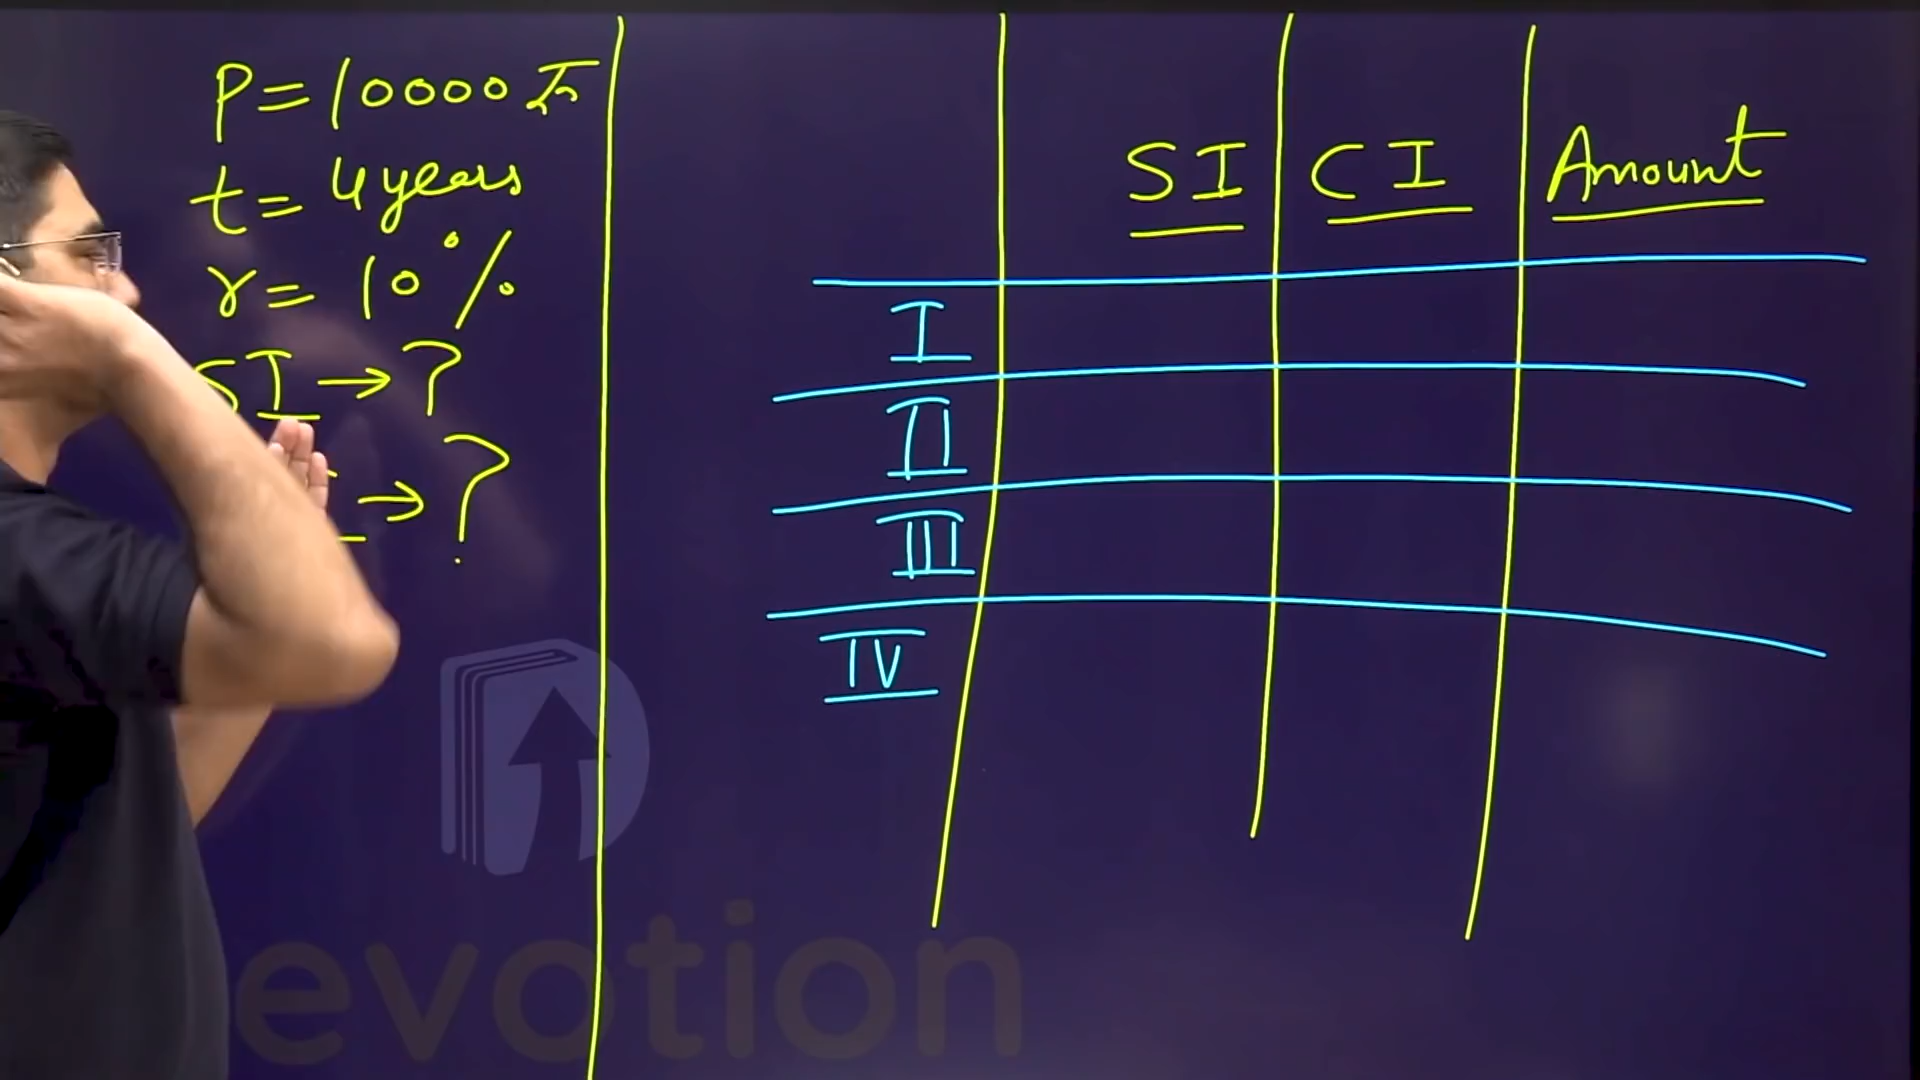 P = 10000 रु
t = 4 years
r = 10 %
SI → ?
→ ?
SI CI Amount
I
II
III
IV
evotion